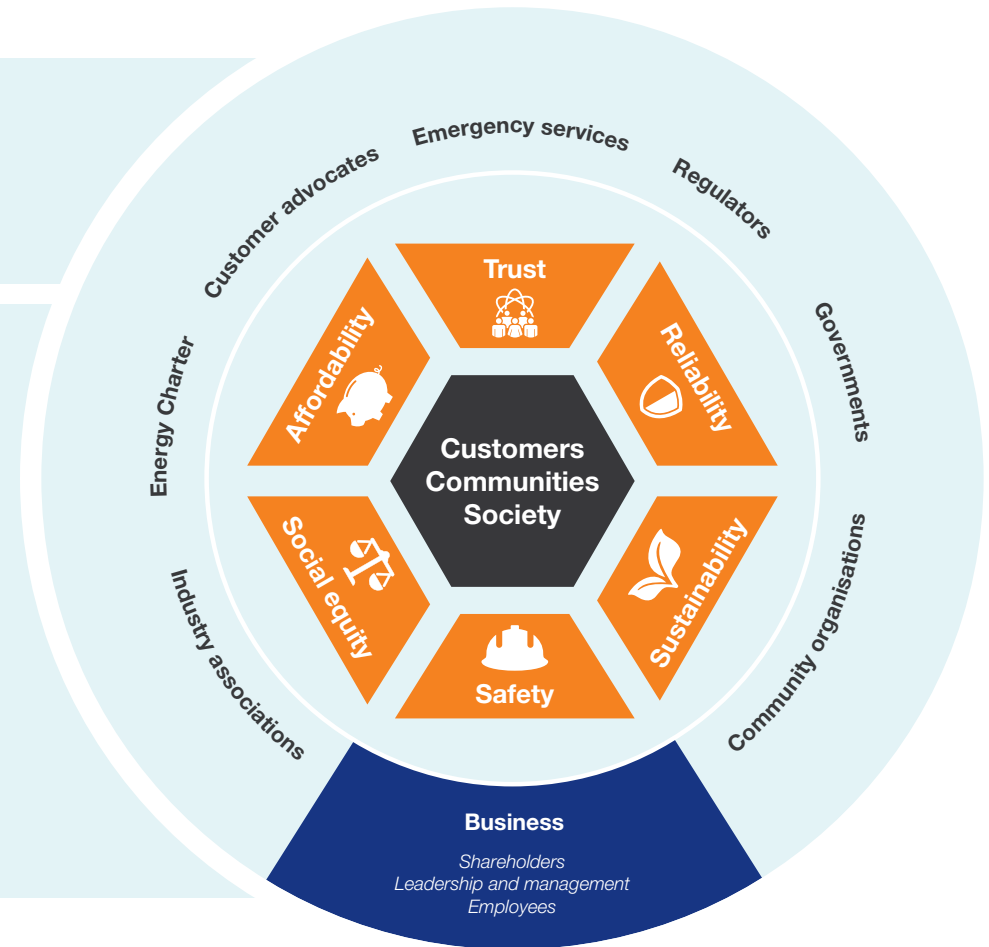 Emergency services
Customer advocates
Regulators
Energy Charter
Governments
Industry associations
Community organisations
Trust
Affordability
Reliability
Customers
Communities
Society
Social equity
Sustainability
Safety
Business
Shareholders
Leadership and management
Employees